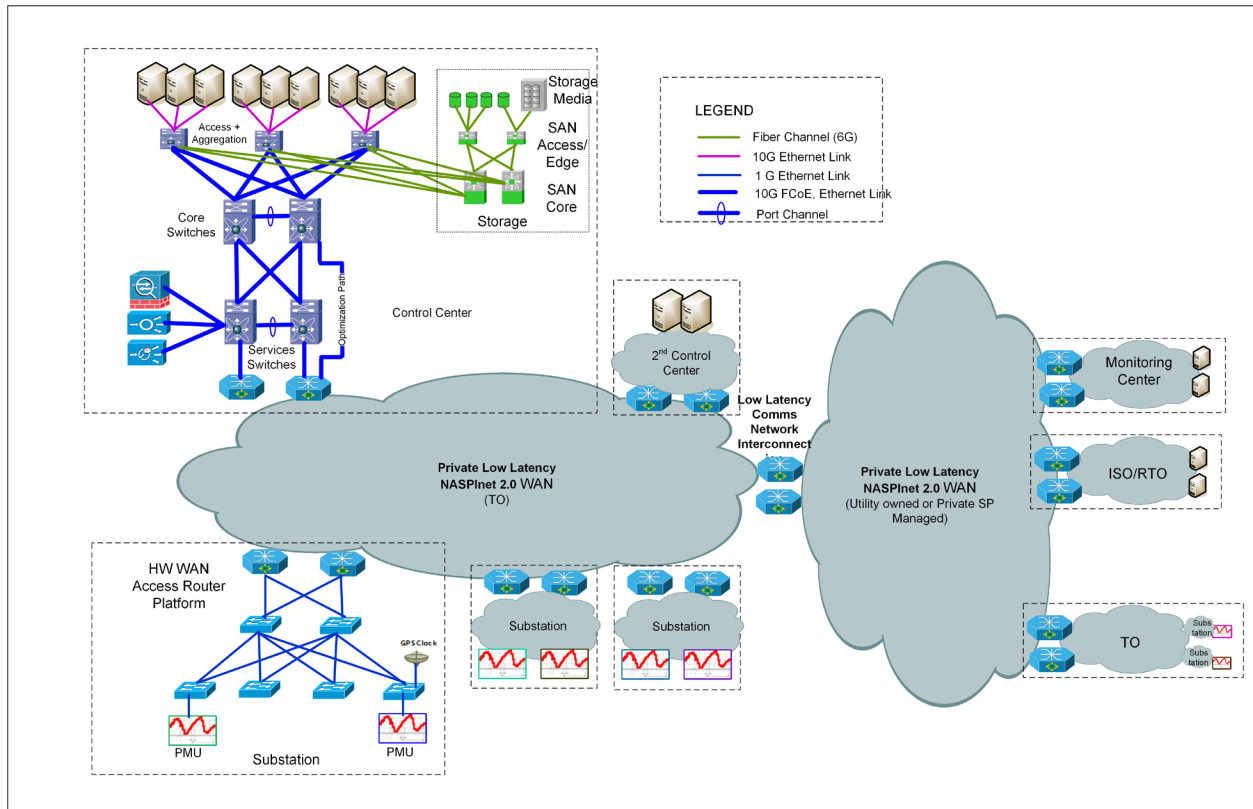 Storage
Media
Access +
Aggregation
SAN
Access/
Edge
SAN
Core
Storage
Core
Switches
Optimization Path
Control Center
Services
Switches
LEGEND
Fiber Channel (6G)
10G Ethernet Link
1 G Ethernet Link
10G FCoE, Ethernet Link
Port Channel
2nd Control
Center
Low Latency
Comms
Network
Interconnect
Monitoring
Center
ISO/RTO
Private Low Latency
NASPInet 2.0 WAN
(TO)
Private Low Latency
NASPInet 2.0 WAN
(Utility owned or Private SP
Managed)
HW WAN
Access Router
Platform
GPS Clock
PMU
PMU
Substation
Substation
Substation
TO
Subs
tation
Subs
tation